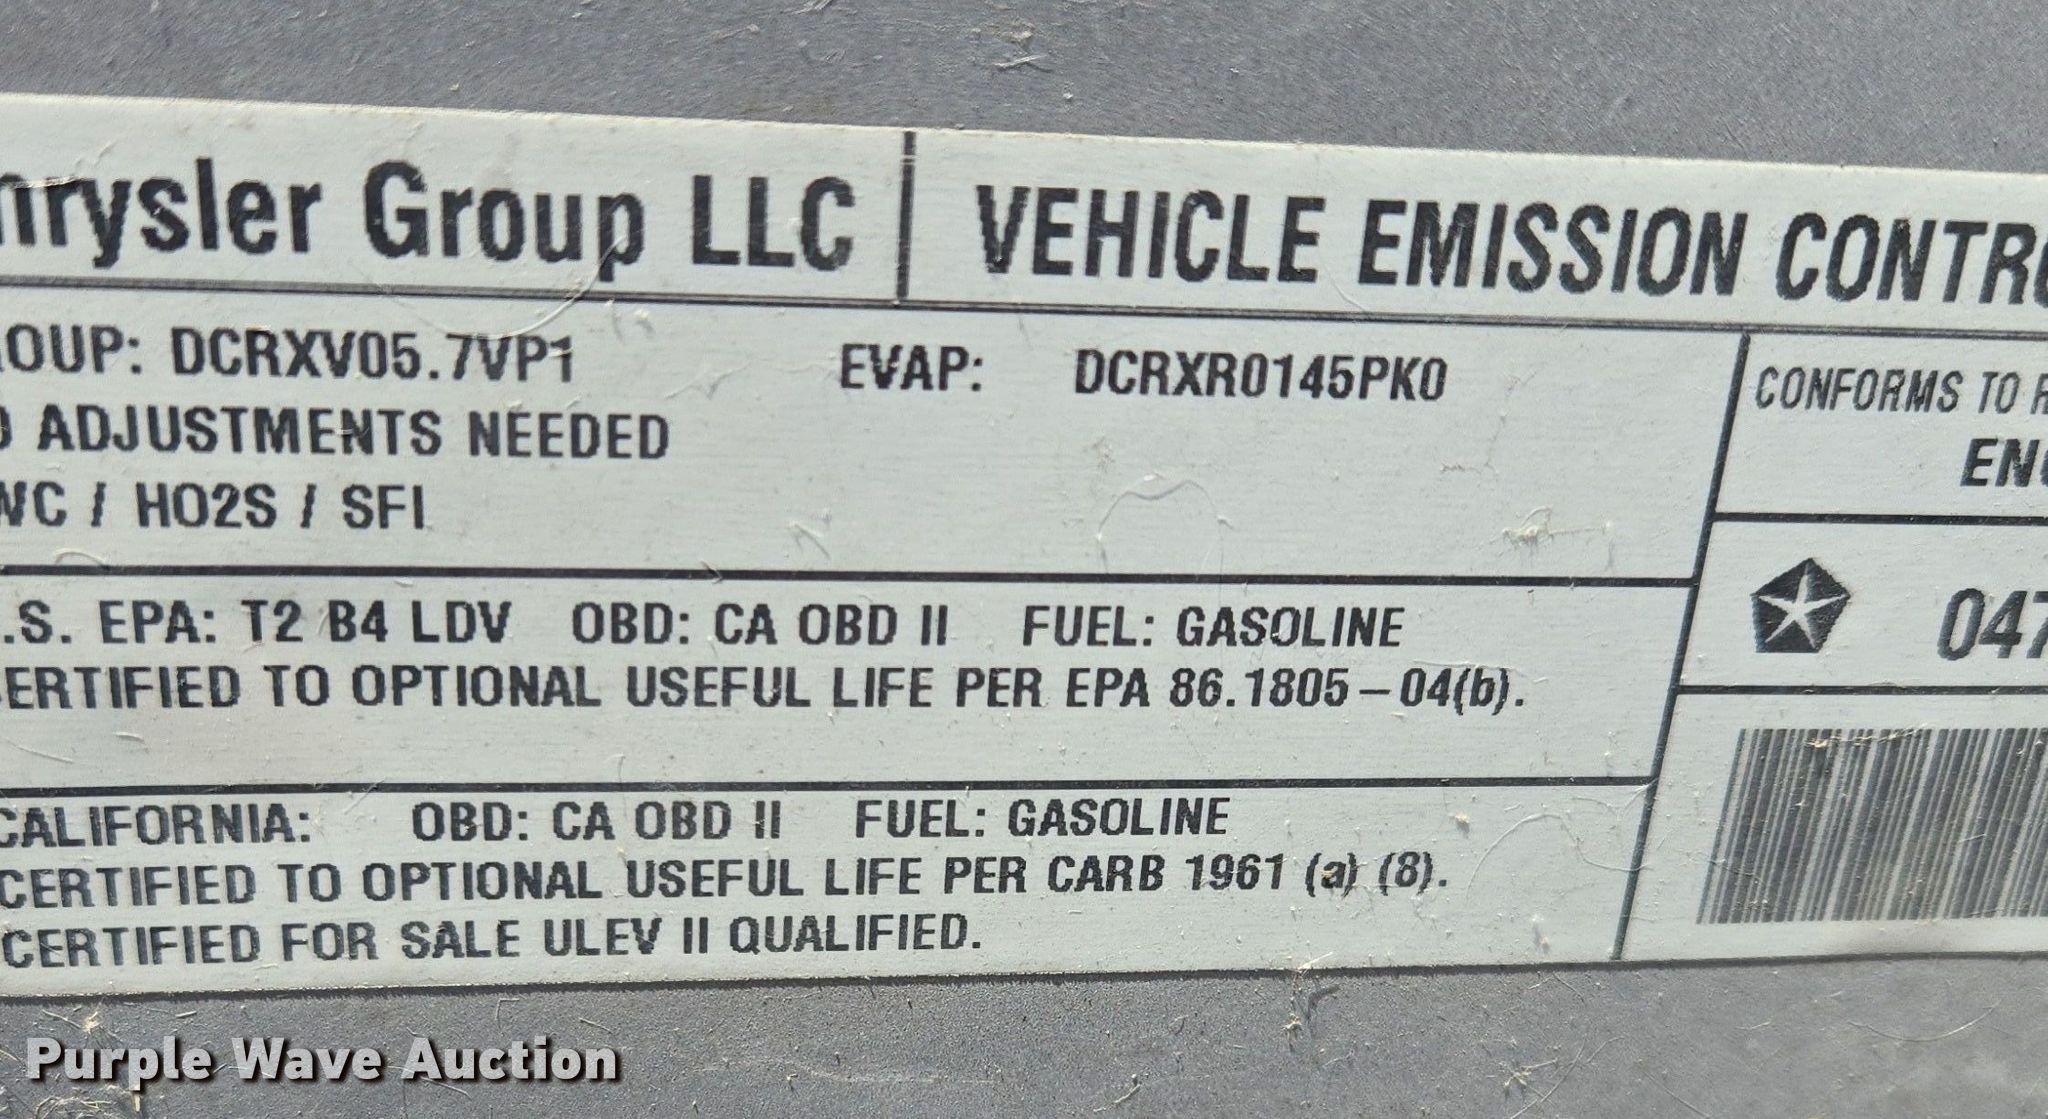 hrysler Group LLC VEHICLE EMISSION CONTRO
OUP: DCRXV05.7VP1 EVAP: DCRXR0145PK0
ADJUSTMENTS NEEDED
WC / HO2S / SFI
CONFORMS TO R
ENG
.S. EPA: T2 B4 LDV OBD: CA OBD II FUEL: GASOLINE
ERTIFIED TO OPTIONAL USEFUL LIFE PER EPA 86.1805-04(b).
047
CALIFORNIA: OBD: CA OBD II FUEL: GASOLINE
CERTIFIED TO OPTIONAL USEFUL LIFE PER CARB 1961 (a) (8).
CERTIFIED FOR SALE ULEV II QUALIFIED.
Purple Wave Auction